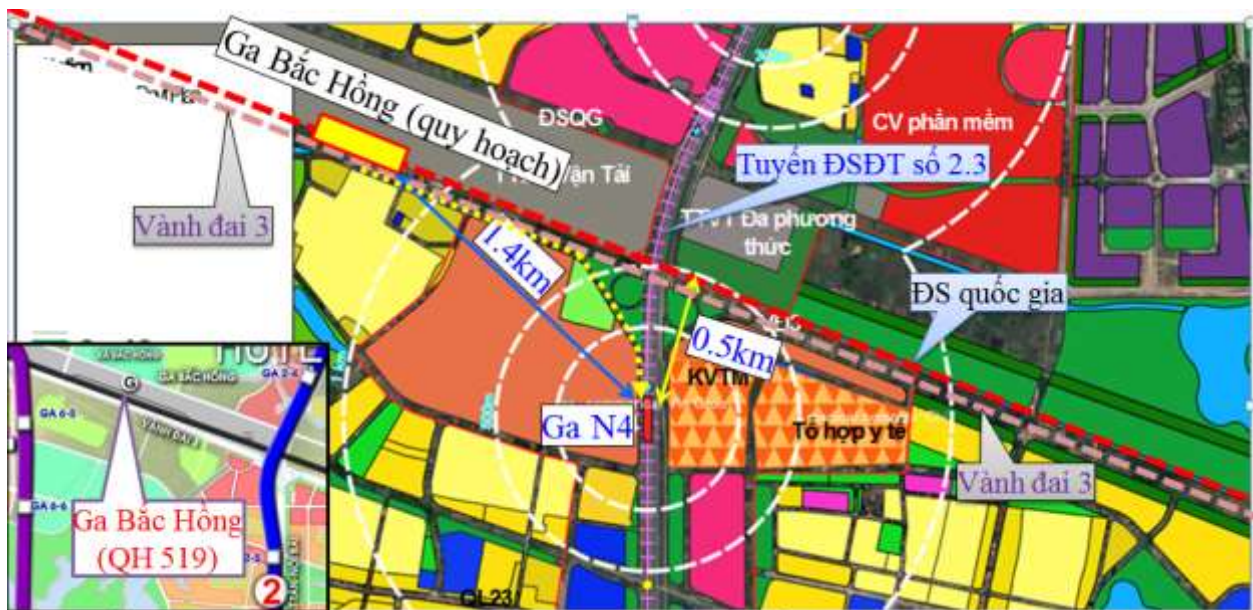 Ga Bắc Hồng (quy hoạch)
ĐSQG
Vận Tải
CV phần mềm
Tuyến ĐSĐT số 2.3
Vành đai 3
TTVT Đa phương
thức
1.4km
ĐS quốc gia
0.5km
KVTM
Ga N4
Tổ hợp y tế
Vành đai 3
QL23
GA BẮC HỒNG
GA BẮC HỒNG
GA 2-4
GA 6-5
G
VÀNH ĐAI 3
GA 6-6
Ga Bắc Hồng
(QH 519)
2-5
2